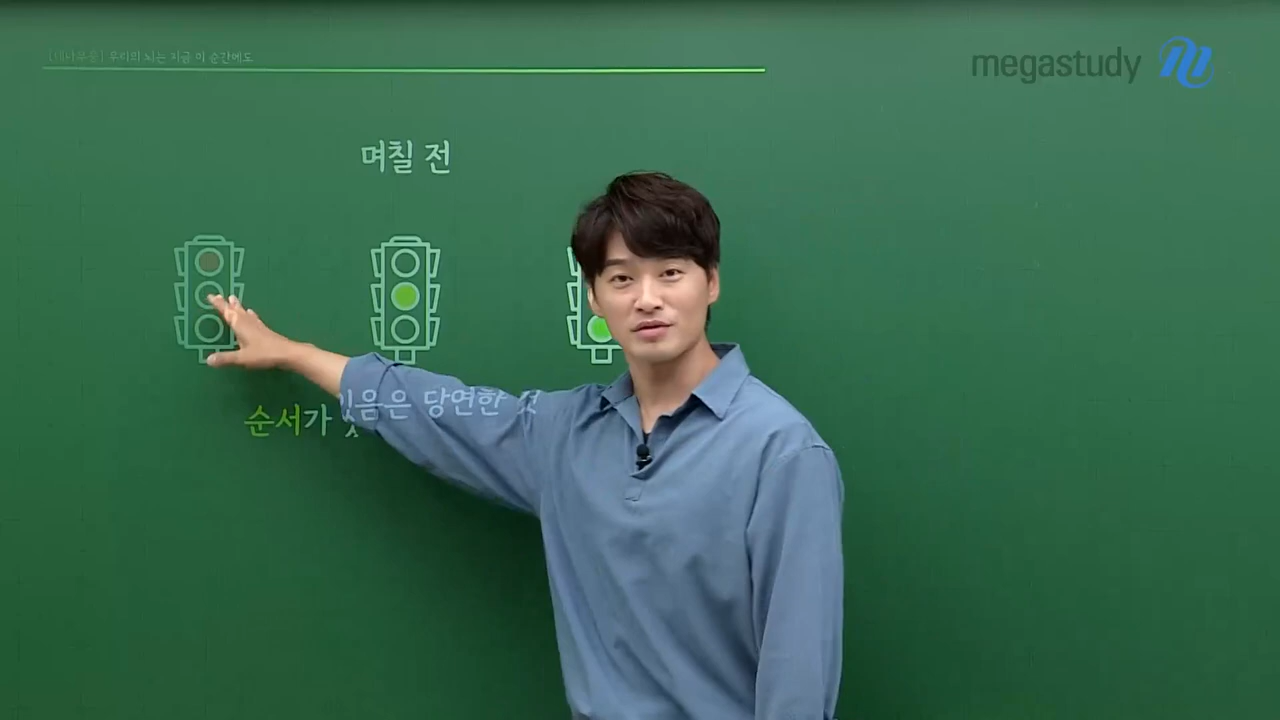 우리의 뇌는 지금 이 순간에도
megastudy
며칠 전
순서가 있음은 당연한 것